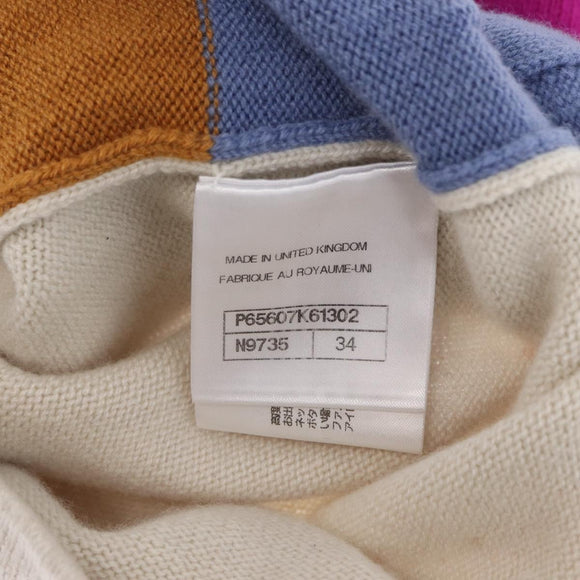 MADE IN UNITED KINGDOM
FABRIQUE AU ROYAUME-UNI
P65607K61302
N9735 34